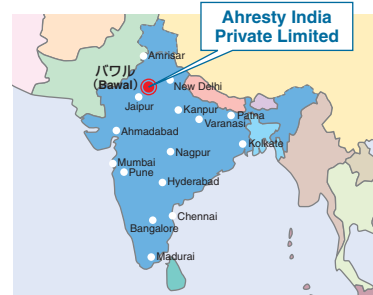 Ahresty India
Private Limited
Amrisar
バワル
（Bawal）
New Delhi
Jaipur
Kanpur
Patna
Varanasi
Ahmadabad
Kolkate
Nagpur
Mumbai
Pune
Hyderabad
Chennai
Bangalore
Madurai